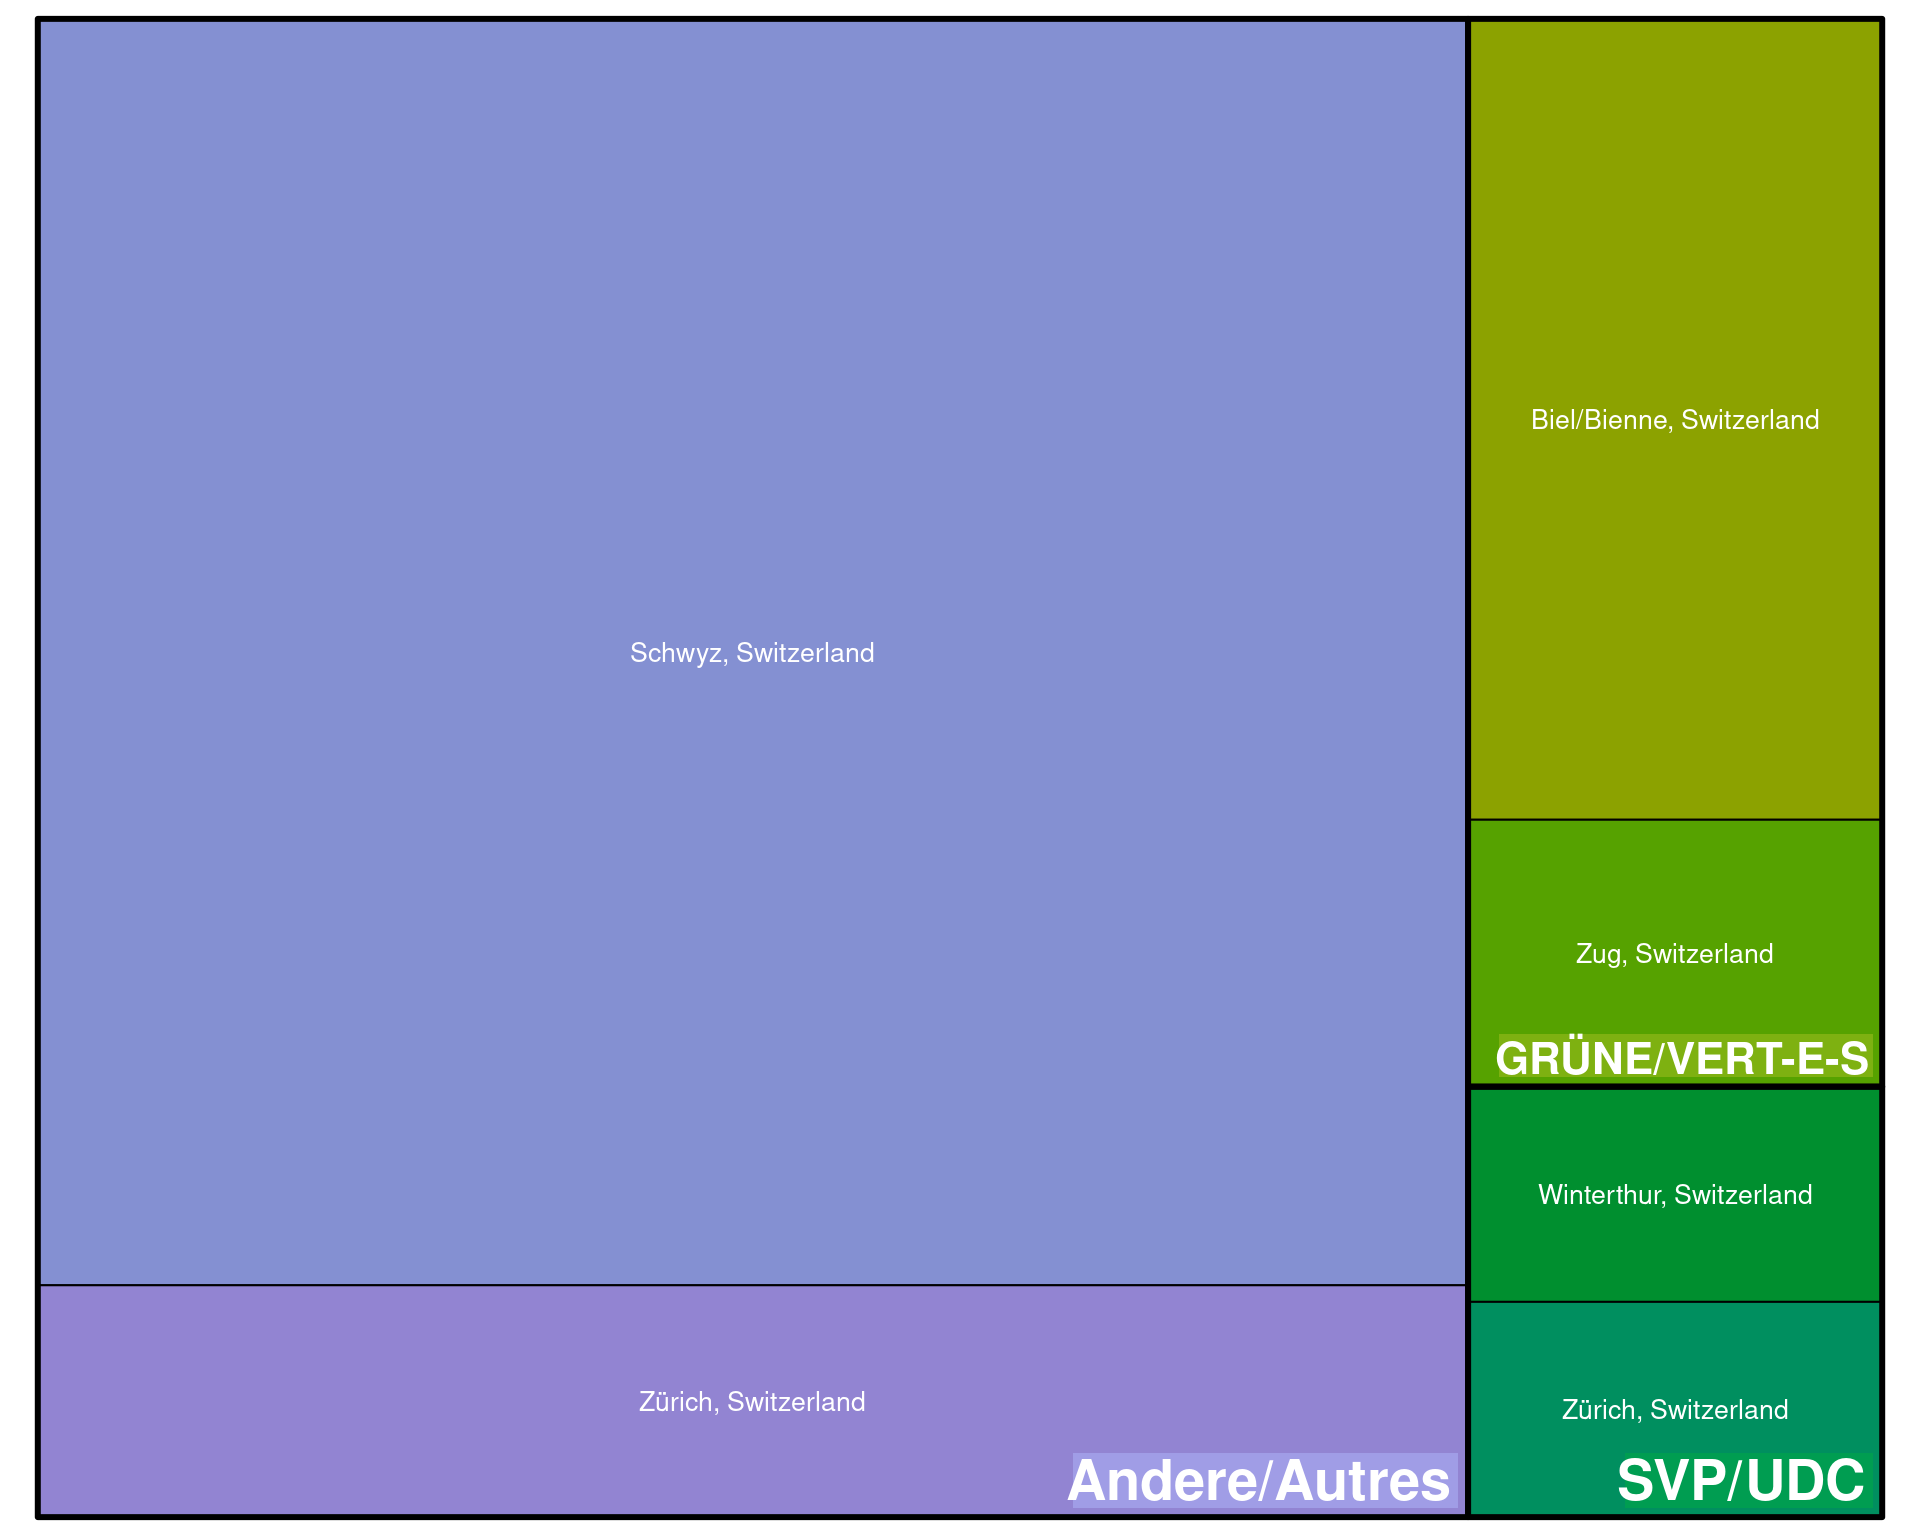 Biel/Bienne, Switzerland
Schwyz, Switzerland
Zug, Switzerland
GRÜNE/VERT-E-S
Winterthur, Switzerland
Zürich, Switzerland
Zürich, Switzerland
Andere/Autres
SVP/UDC